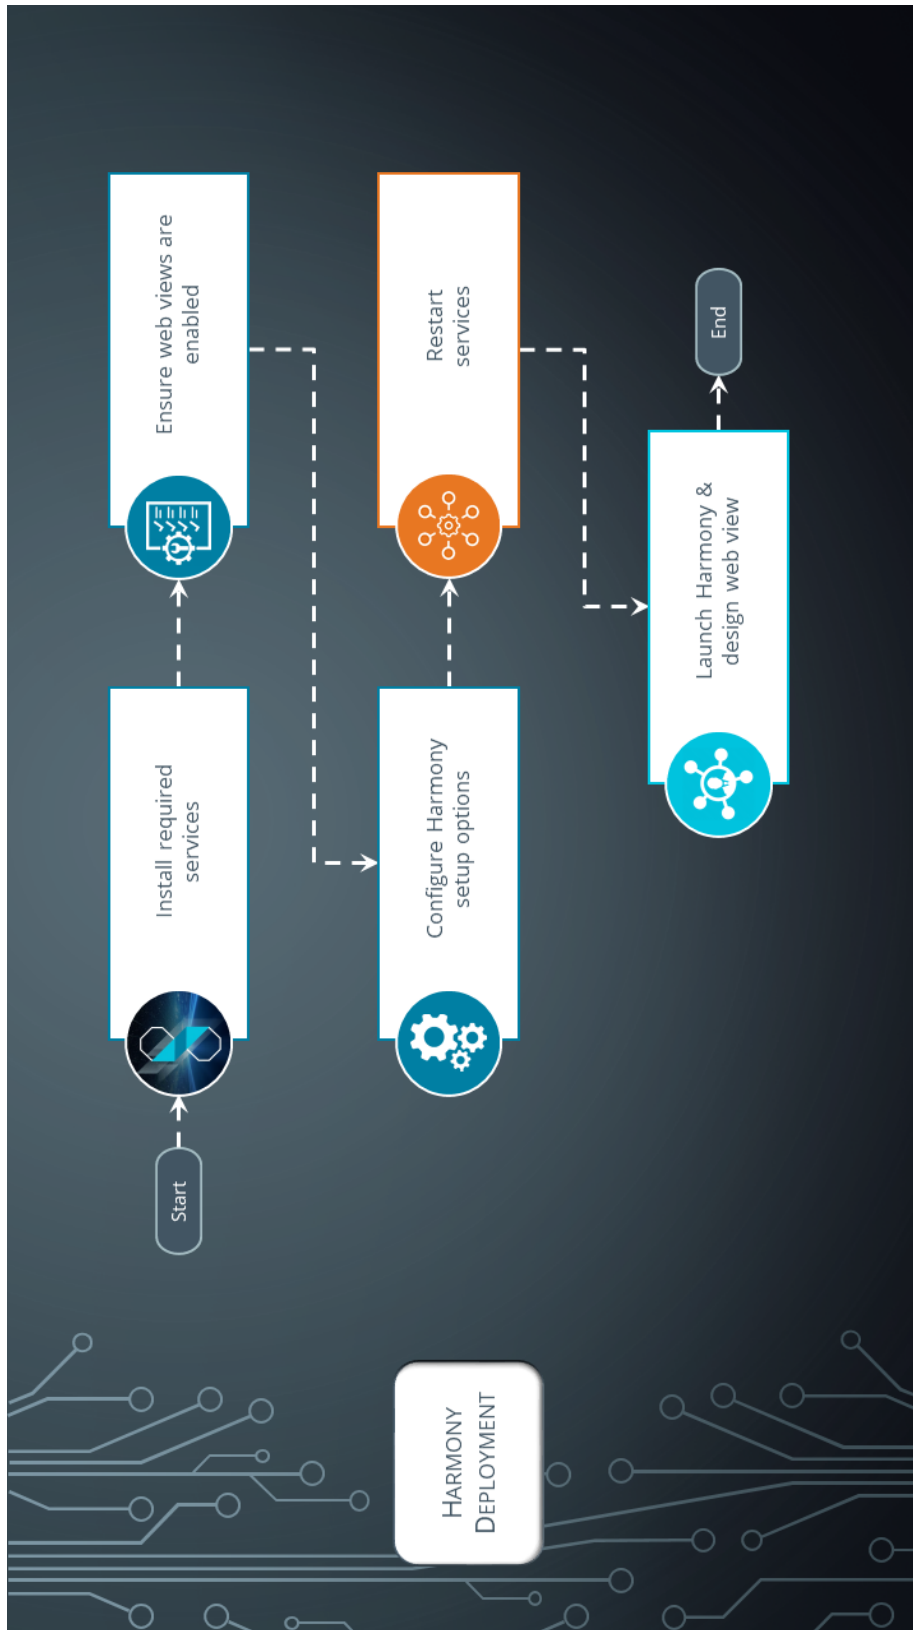 HARMONY
DEPLOYMENT
Start
Install required
services
Ensure web views are
enabled
Configure Harmony
setup options
Restart
services
Launch Harmony &
design web view
End